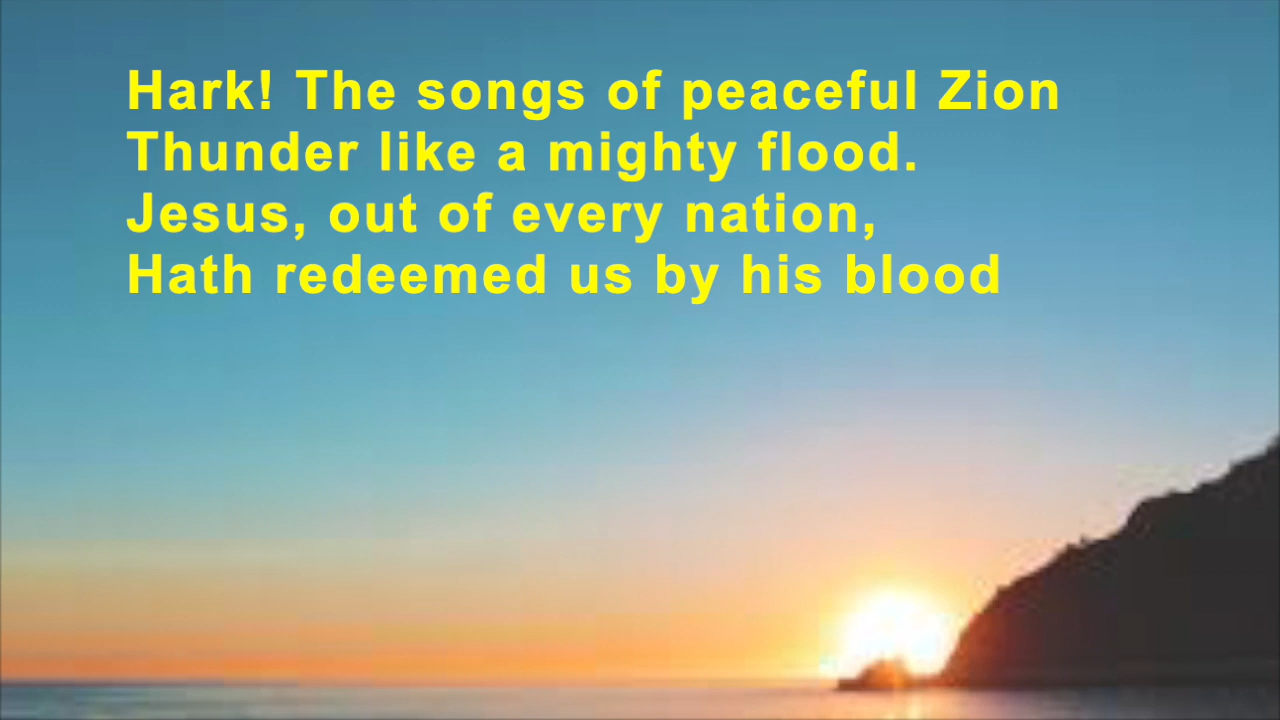 Hark! The songs of peaceful Zion
Thunder like a mighty flood.
Jesus, out of every nation,
Hath redeemed us by his blood